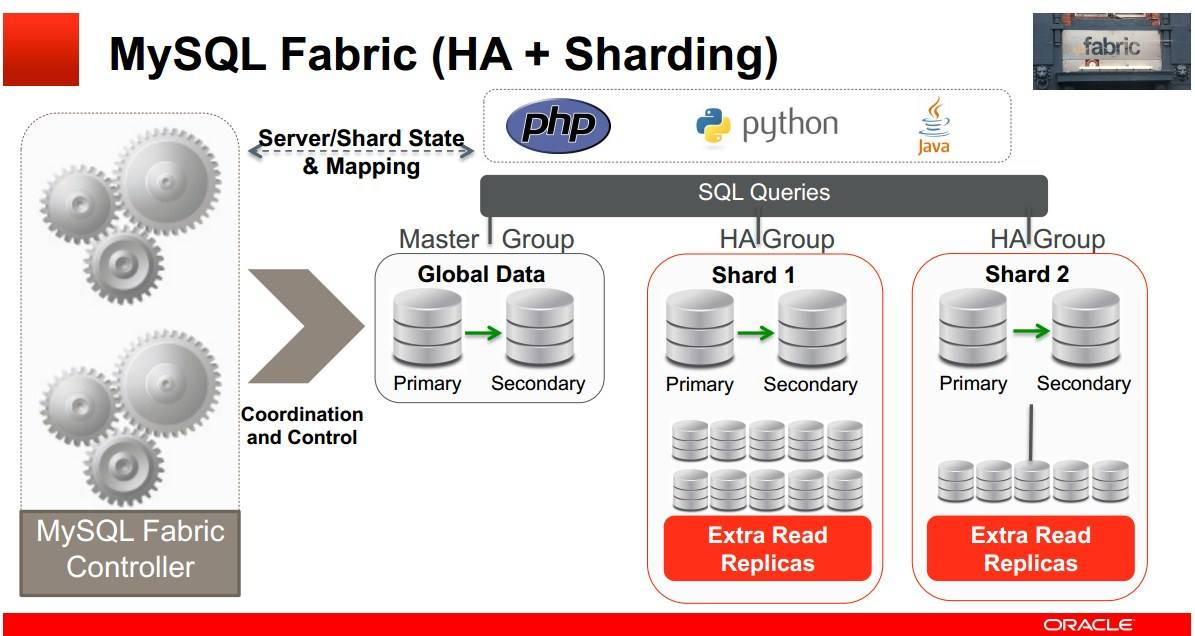 MySQL Fabric (HA + Sharding)
fabric
php
python
Java
Server/Shard State
& Mapping
SQL Queries
Master Group
HA Group
HA Group
Global Data
Primary
Secondary
Shard 1
Primary
Secondary
Extra Read
Replicas
Shard 2
Primary
Secondary
Extra Read
Replicas
Coordination
and Control
MySQL Fabric
Controller
ORACLE